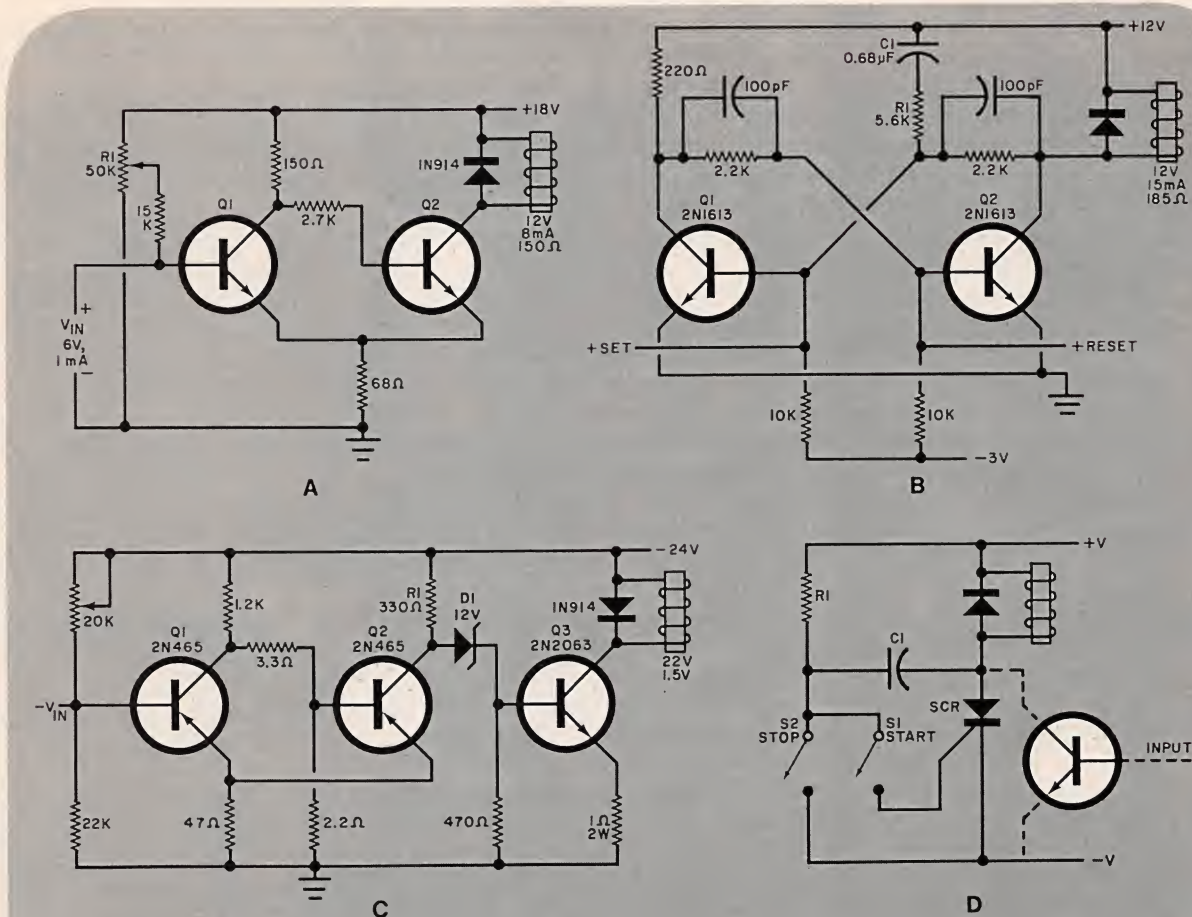 +18V
R1
50K
150Ω
1N914
15
K
Q1
2.7K
Q2
12V
8mA
150Ω
+
VIN
6V,
1mA
−
68Ω
A
+12V
C1
0.68µF
220Ω
100pF
R1
5.6K
100pF
2.2K
2.2K
12V
15mA
185Ω
Q1
2N1613
Q2
2N1613
+SET
+RESET
10K
10K
−3V
B
−24V
20K
1.2K
R1
330Ω
D1
12V
1N914
Q1
2N465
3.3Ω
Q2
2N465
Q3
2N2063
22V
1.5V
−VIN
22K
47Ω
2.2Ω
470Ω
1Ω
2W
C
+V
R1
C1
S2
STOP
S1
START
SCR
INPUT
−V
D